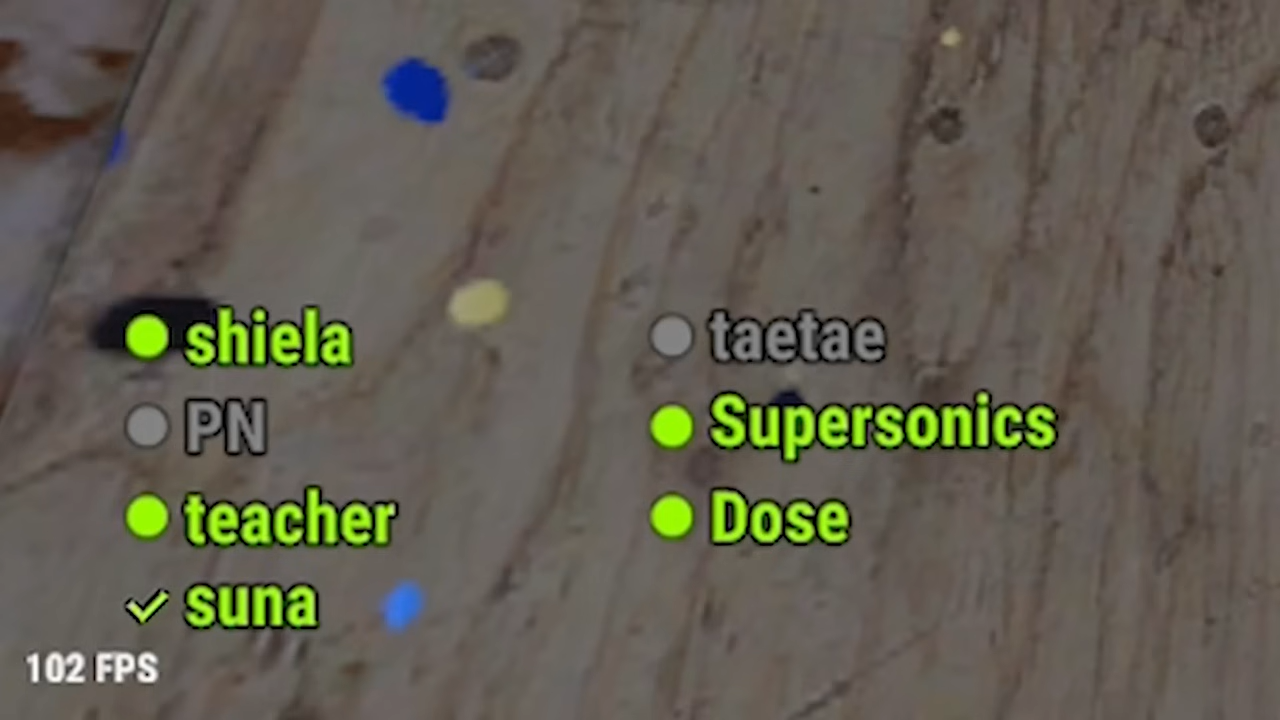 shiela
PN
teacher
suna
taetae
Supersonics
Dose
102 FPS